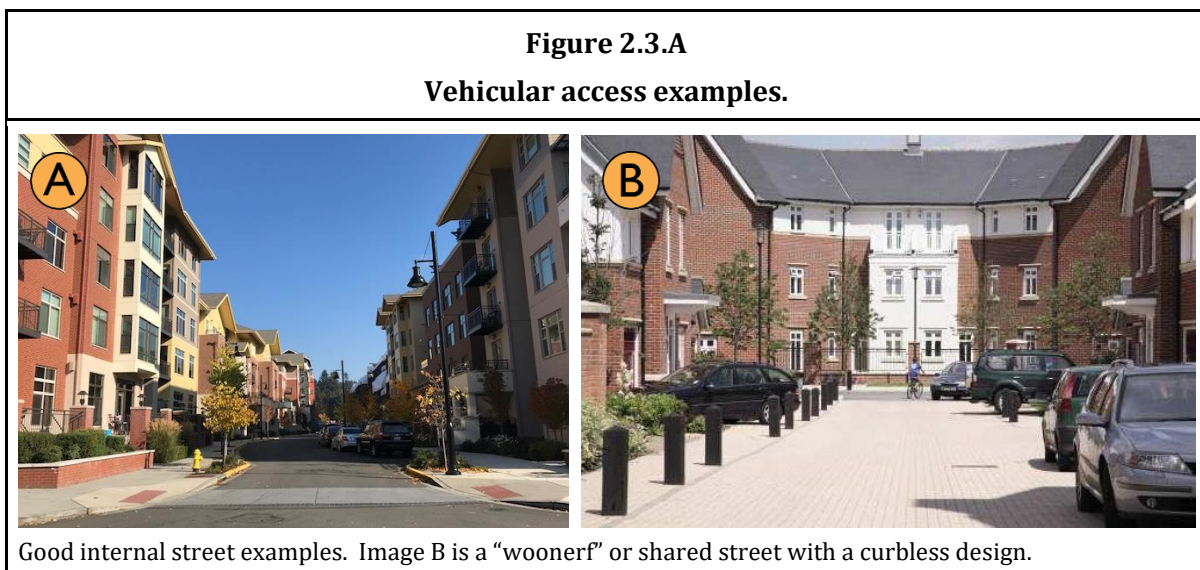 Figure 2.3.A
Vehicular access examples.
A
B
Good internal street examples.  Image B is a “woonerf” or shared street with a curbless design.